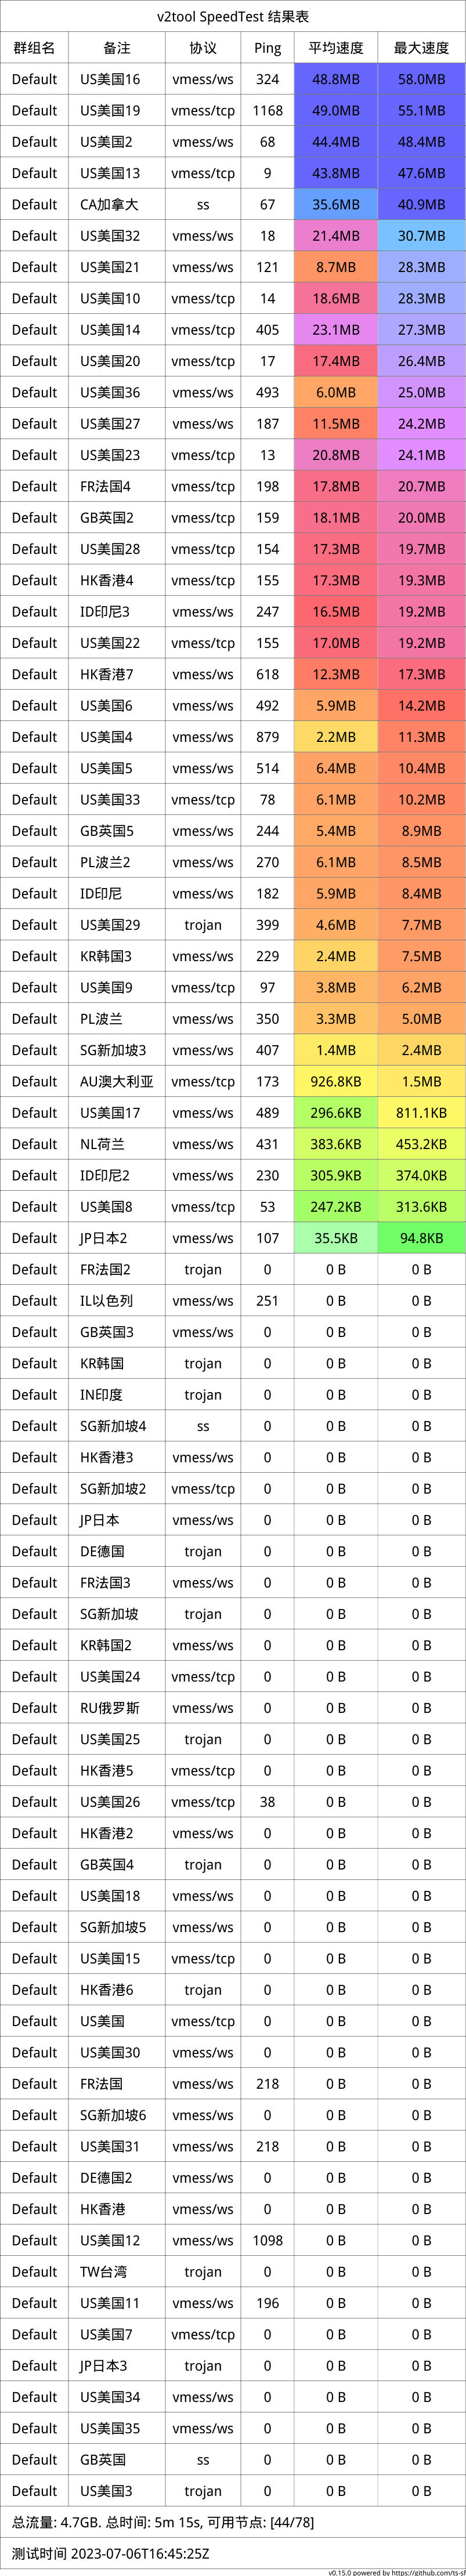 v2tool SpeedTest 结果表
群组名 备注 协议 Ping 平均速度 最大速度
Default US美国16 vmess/ws 324 48.8MB 58.0MB
Default US美国19 vmess/tcp 1168 49.0MB 55.1MB
Default US美国2 vmess/ws 68 44.4MB 48.4MB
Default US美国13 vmess/tcp 9 43.8MB 47.6MB
Default CA加拿大 ss 67 35.6MB 40.9MB
Default US美国32 vmess/ws 18 21.4MB 30.7MB
Default US美国21 vmess/ws 121 8.7MB 28.3MB
Default US美国10 vmess/tcp 14 18.6MB 28.3MB
Default US美国14 vmess/ws 405 23.1MB 27.3MB
Default US美国20 vmess/tcp 17 17.4MB 26.4MB
Default US美国36 vmess/ws 493 6.0MB 25.0MB
Default US美国27 vmess/ws 187 11.5MB 24.2MB
Default US美国23 vmess/tcp 13 20.8MB 24.1MB
Default FR法国4 vmess/tcp 198 17.8MB 20.7MB
Default GB英国2 vmess/tcp 159 18.1MB 20.0MB
Default US美国28 vmess/tcp 154 17.3MB 19.7MB
Default HK香港4 vmess/tcp 155 17.3MB 19.3MB
Default ID印尼3 vmess/ws 247 16.5MB 19.2MB
Default US美国22 vmess/tcp 155 17.0MB 19.2MB
Default HK香港7 vmess/ws 618 12.3MB 17.3MB
Default US美国6 vmess/ws 492 5.9MB 14.2MB
Default US美国4 vmess/ws 879 2.2MB 11.3MB
Default US美国5 vmess/ws 514 6.4MB 10.4MB
Default US美国33 vmess/tcp 78 6.1MB 10.2MB
Default GB英国5 vmess/ws 244 5.4MB 8.9MB
Default PL波兰2 vmess/ws 270 6.1MB 8.5MB
Default ID印尼 vmess/ws 182 5.9MB 8.4MB
Default US美国29 trojan 399 4.6MB 7.7MB
Default KR韩国3 vmess/ws 229 2.4MB 7.5MB
Default US美国9 vmess/tcp 97 3.8MB 6.2MB
Default PL波兰 vmess/ws 350 3.3MB 5.0MB
Default SG新加坡3 vmess/ws 407 1.4MB 2.4MB
Default AU澳大利亚 vmess/tcp 173 926.8KB 1.5MB
Default US美国17 vmess/ws 489 296.6KB 811.1KB
Default NL荷兰 vmess/ws 431 383.6KB 453.2KB
Default ID印尼2 vmess/ws 230 305.9KB 374.0KB
Default US美国8 vmess/tcp 53 247.2KB 313.6KB
Default JP日本2 vmess/ws 107 35.5KB 94.8KB
Default FR法国2 trojan 0 0 B 0 B
Default IL以色列 vmess/ws 251 0 B 0 B
Default GB英国3 vmess/ws 0 0 B 0 B
Default KR韩国 trojan 0 0 B 0 B
Default IN印度 trojan 0 0 B 0 B
Default SG新加坡4 ss 0 0 B 0 B
Default HK香港3 vmess/ws 0 0 B 0 B
Default SG新加坡2 vmess/tcp 0 0 B 0 B
Default JP日本 vmess/ws 0 0 B 0 B
Default DE德国 trojan 0 0 B 0 B
Default FR法国3 vmess/ws 0 0 B 0 B
Default SG新加坡 trojan 0 0 B 0 B
Default KR韩国2 vmess/ws 0 0 B 0 B
Default US美国24 vmess/tcp 0 0 B 0 B
Default RU俄罗斯 vmess/ws 0 0 B 0 B
Default US美国25 trojan 0 0 B 0 B
Default HK香港5 vmess/tcp 0 0 B 0 B
Default US美国26 vmess/tcp 38 0 B 0 B
Default HK香港2 vmess/ws 0 0 B 0 B
Default GB英国4 trojan 0 0 B 0 B
Default US美国18 vmess/ws 0 0 B 0 B
Default SG新加坡5 vmess/ws 0 0 B 0 B
Default US美国15 vmess/tcp 0 0 B 0 B
Default HK香港6 trojan 0 0 B 0 B
Default US美国 vmess/tcp 0 0 B 0 B
Default US美国30 vmess/ws 0 0 B 0 B
Default FR法国 vmess/ws 218 0 B 0 B
Default SG新加坡6 vmess/ws 0 0 B 0 B
Default US美国31 vmess/ws 218 0 B 0 B
Default DE德国2 vmess/ws 0 0 B 0 B
Default HK香港 vmess/ws 0 0 B 0 B
Default US美国12 vmess/ws 1098 0 B 0 B
Default TW台湾 trojan 0 0 B 0 B
Default US美国11 vmess/ws 196 0 B 0 B
Default US美国7 vmess/tcp 0 0 B 0 B
Default JP日本3 trojan 0 0 B 0 B
Default US美国34 vmess/ws 0 0 B 0 B
Default US美国35 vmess/ws 0 0 B 0 B
Default GB英国 ss 0 0 B 0 B
Default US美国3 trojan 0 0 B 0 B
总流量: 4.7GB. 总时间: 5m 15s, 可用节点: [44/78]
测试时间 2023-07-06T16:45:25Z
v0.15.0 powered by https://github.com/ts-sf